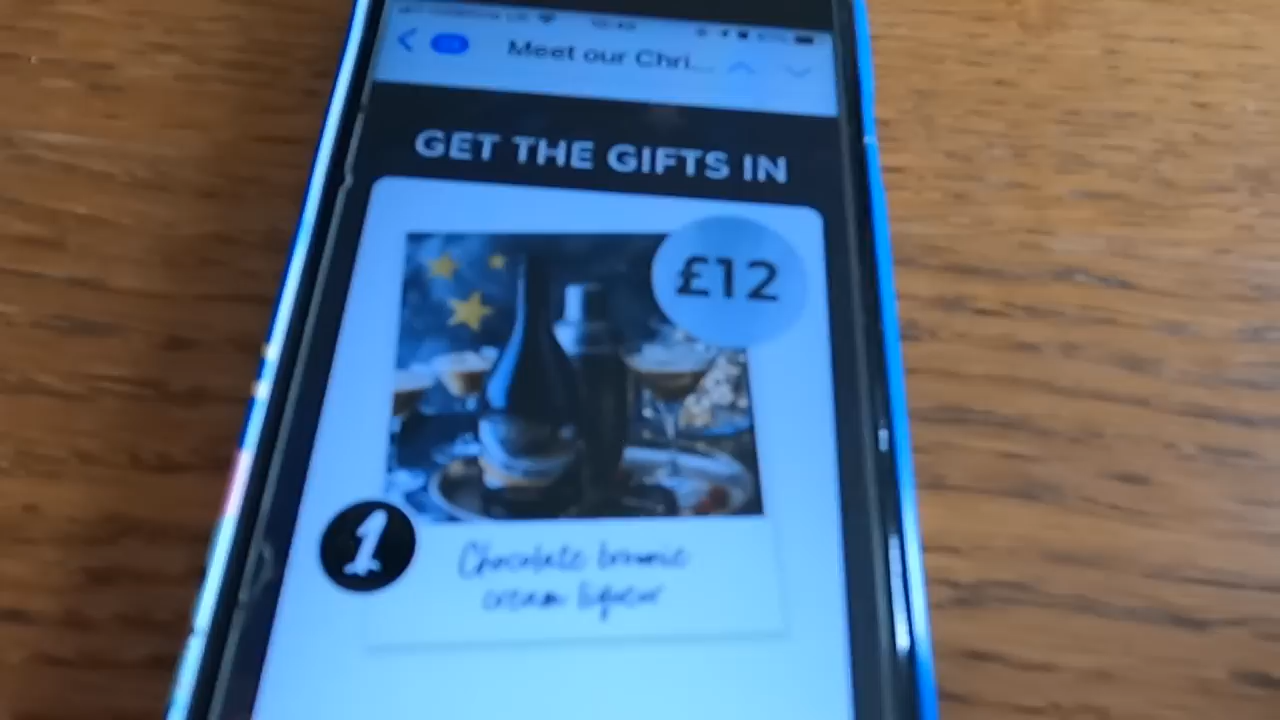 Meet our Chri...
GET THE GIFTS IN
£12
1
Chocolate brownie
cream liqueur